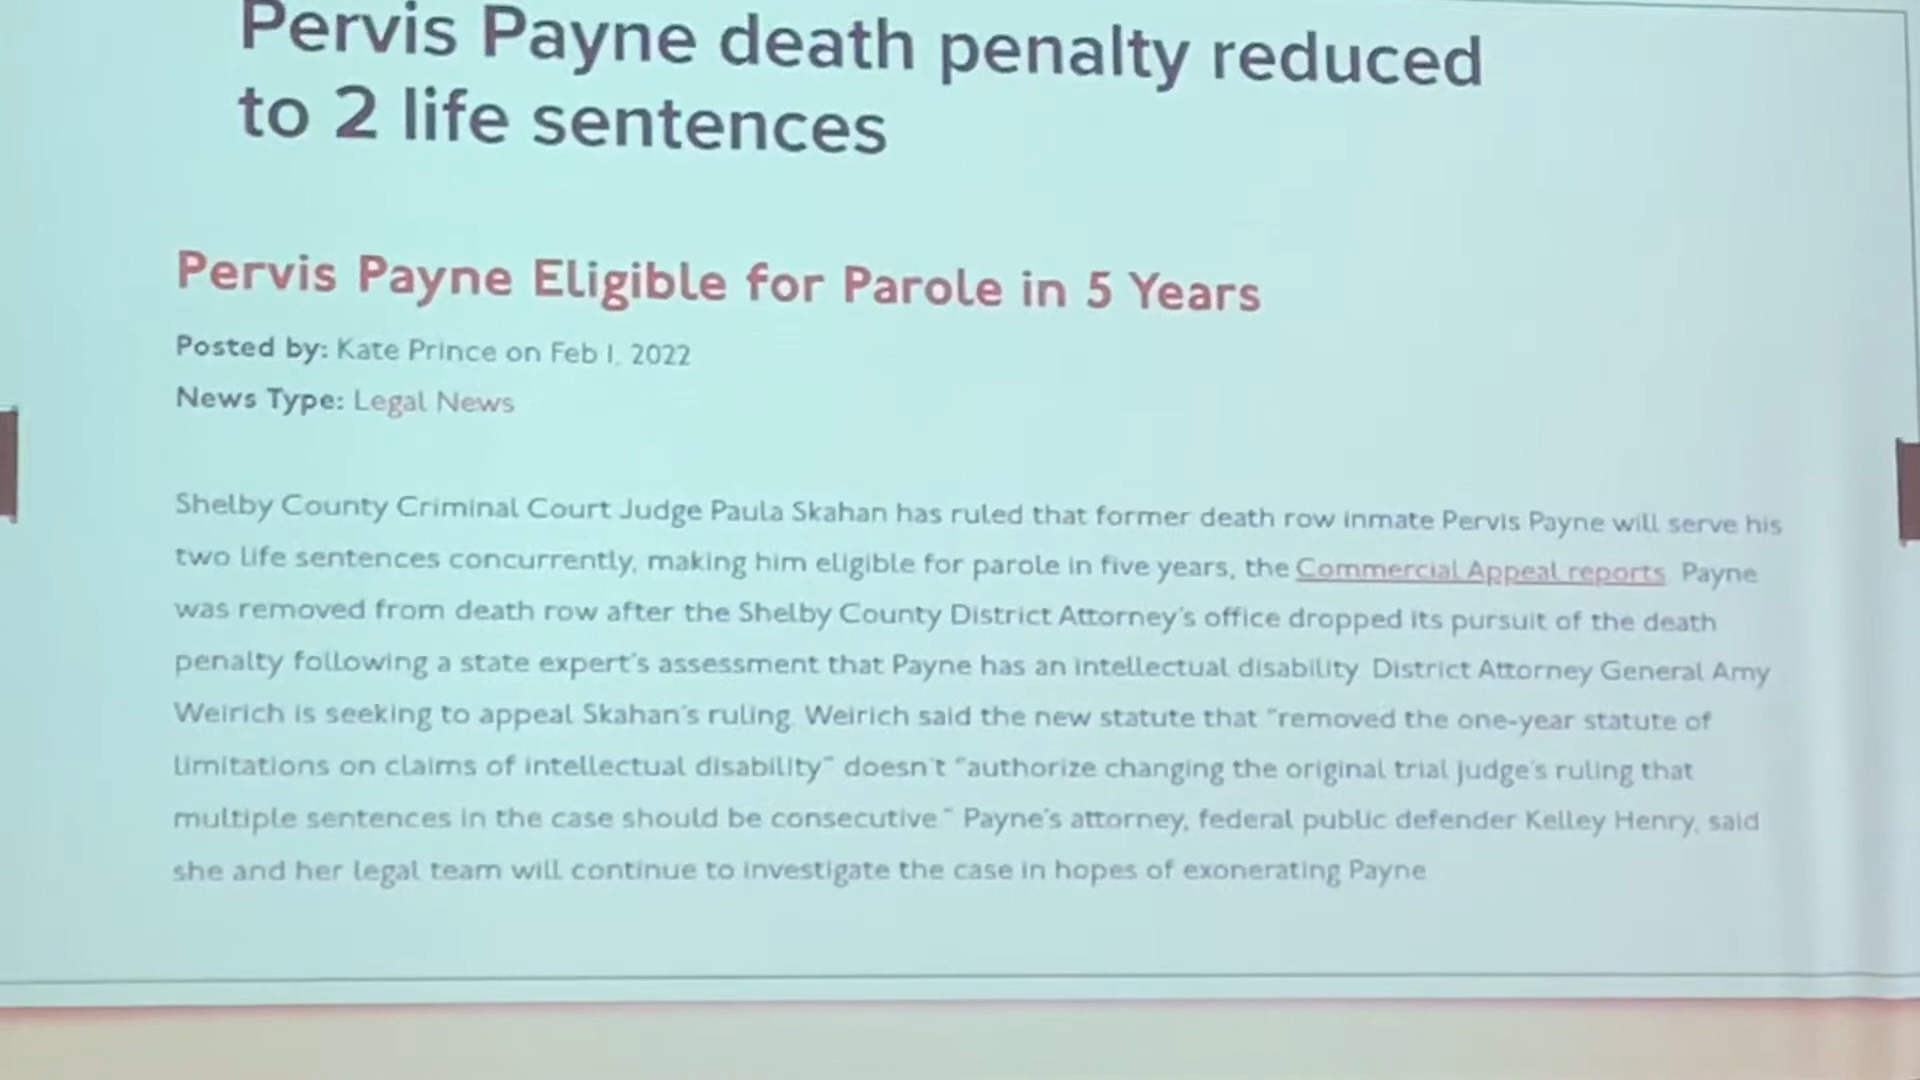 Pervis Payne death penalty reduced
to 2 life sentences
Pervis Payne Eligible for Parole in 5 Years
Posted by: Kate Prince on Feb 1, 2022
News Type: Legal News
Shelby County Criminal Court Judge Paula Skahan has ruled that former death row inmate Pervis Payne will serve his
two life sentences concurrently, making him eligible for parole in five years, the Commercial Appeal reports. Payne
was removed from death row after the Shelby County District Attorney's office dropped its pursuit of the death
penalty following a state expert's assessment that Payne has an intellectual disability. District Attorney General Amy
Weirich is seeking to appeal Skahan's ruling. Weirich said the new statute that "removed the one-year statute of
limitations on claims of intellectual disability" doesn't "authorize changing the original trial judge's ruling that
multiple sentences in the case should be consecutive." Payne's attorney, federal public defender Kelley Henry, said
she and her legal team will continue to investigate the case in hopes of exonerating Payne.